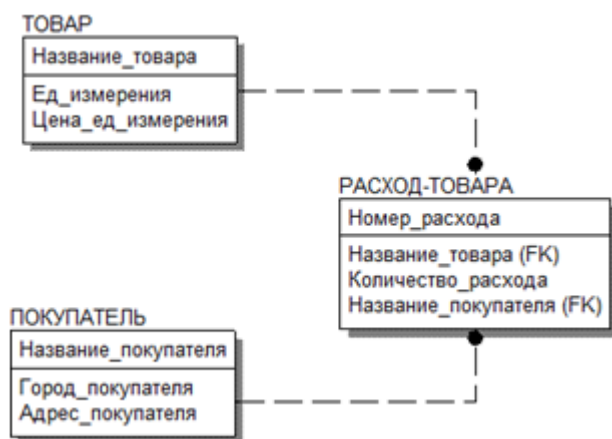 ТОВАР
Название_товара
Ед_измерения
Цена_ед_измерения
РАСХОД-ТОВАРА
Номер_расхода
Название_товара (FK)
Количество_расхода
Название_покупателя (FK)
ПОКУПАТЕЛЬ
Название_покупателя
Город_покупателя
Адрес_покупателя